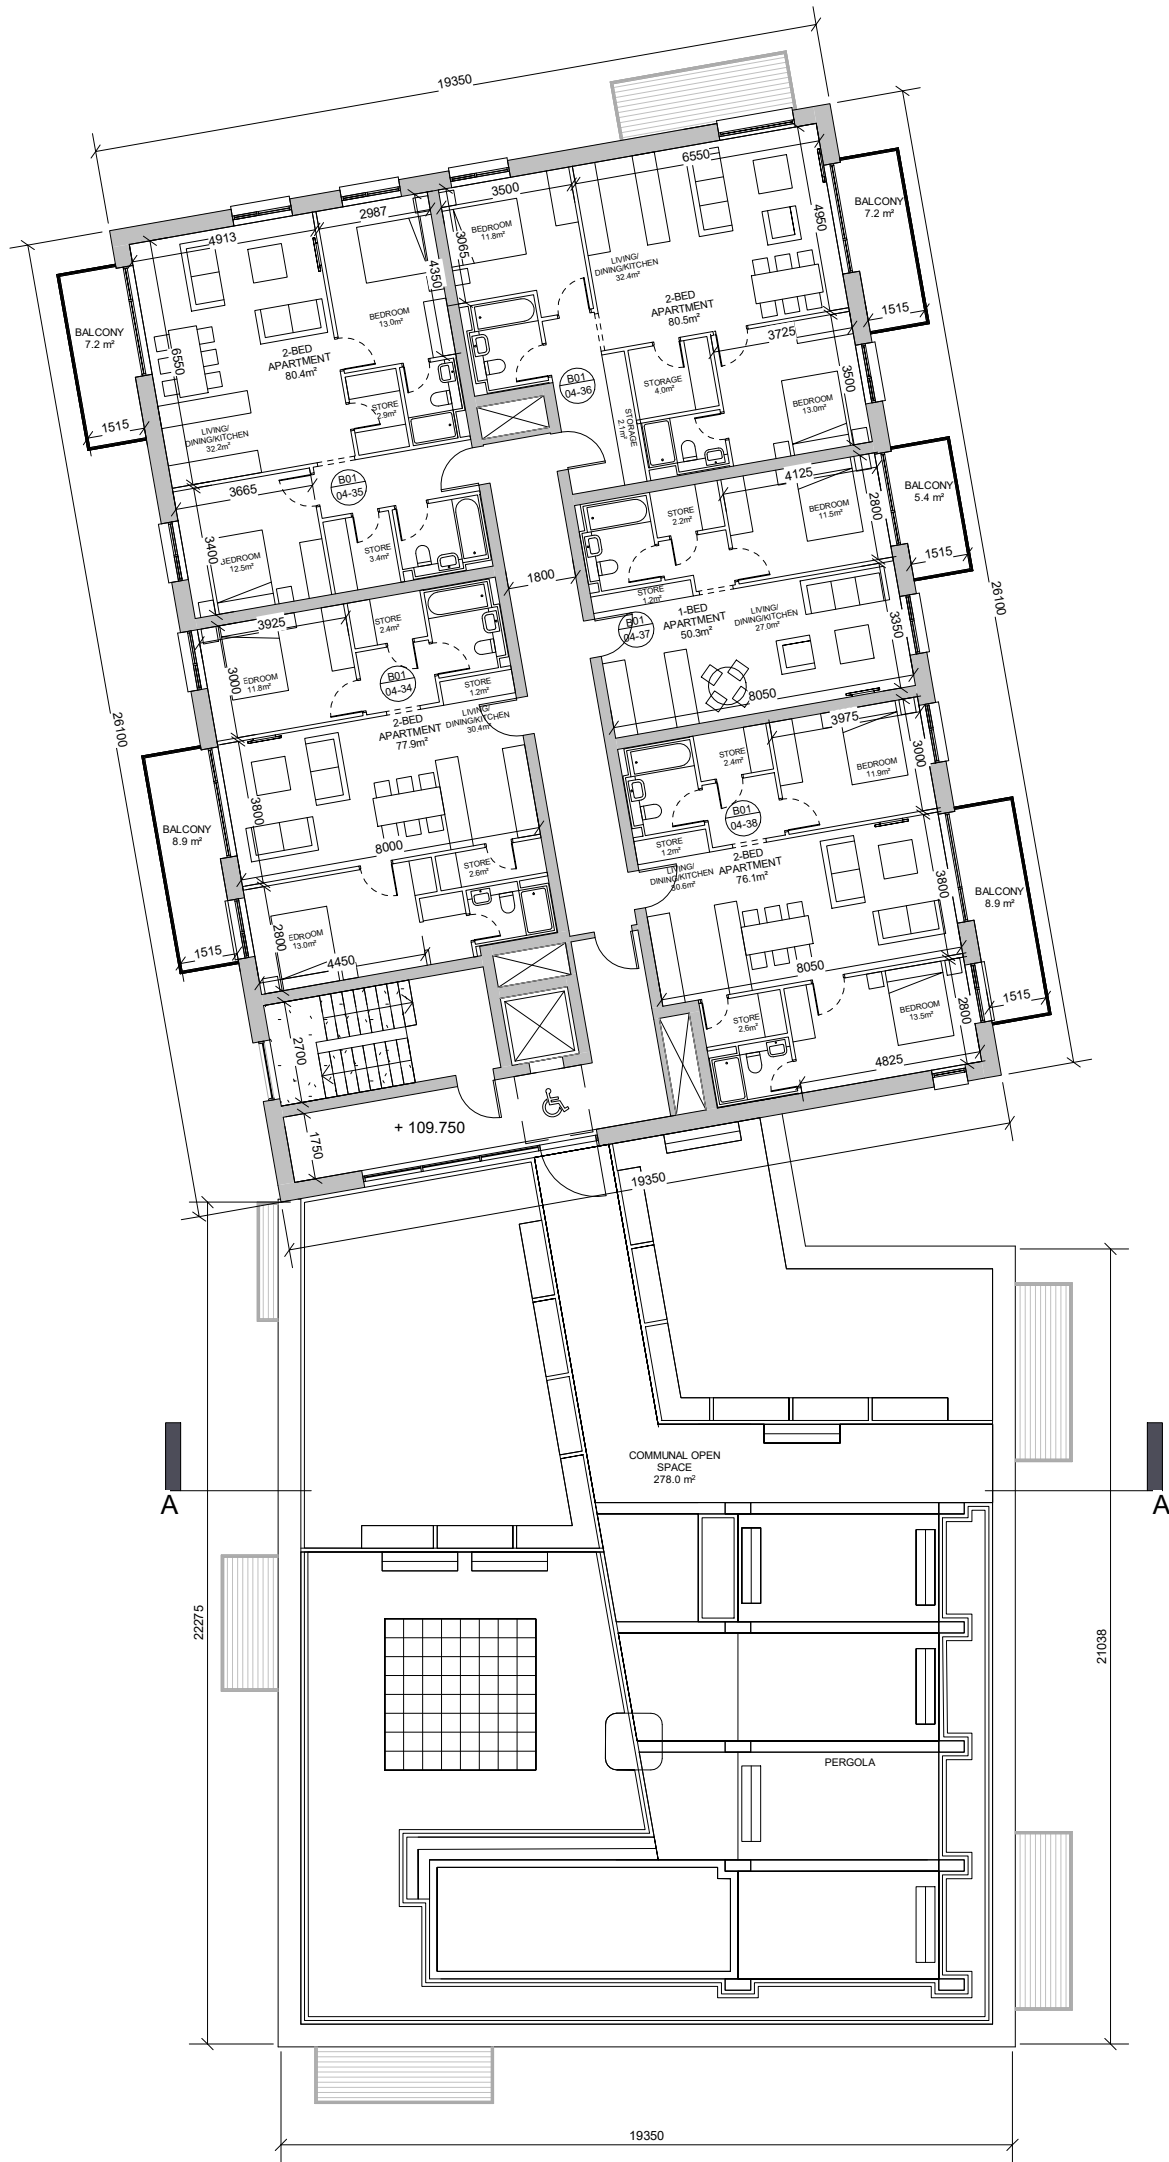 19350
6550
3500
2987
4913
BALCONY
7.2 m²
BEDROOM
11.8m²
3065
4950
4350
LIVING/
DINING/KITCHEN
32.4m²
2-BED
APARTMENT
80.5m²
1515
3725
BALCONY
7.2 m²
BEDROOM
13.0m²
2-BED
APARTMENT
80.4m²
6550
STORAGE
4.0m²
3500
B01
04-36
STORE
2.9m²
BEDROOM
13.0m²
STORAGE
2.1m²
1515
LIVING/
DINING/KITCHEN
32.2m²
3665
B01
04-35
4125
BEDROOM
11.5m²
2800
BALCONY
5.4 m²
STORE
2.2m²
3400
STORE
3.4m²
1515
EDROOM
12.5m²
1800
STORE
1.2m²
1-BED
APARTMENT
50.3m²
LIVING/
DINING/KITCHEN
27.0m²
3350
26100
3925
STORE
2.4m²
B01
04-37
3000
EDROOM
11.8m²
B01
04-34
STORE
1.2m²
8050
LIVING/
DINING/KITCHEN
30.4m²
2-BED
APARTMENT
77.9m²
26100
3975
3000
STORE
2.4m²
BEDROOM
11.9m²
3800
B01
04-38
BALCONY
8.9 m²
8000
STORE
1.2m²
2-BED
APARTMENT
76.1m²
LIVING/
DINING/KITCHEN
30.6m²
3800
STORE
2.6m²
BALCONY
8.9 m²
2800
EDROOM
13.0m²
1515
4450
8050
BEDROOM
13.5m²
2800
1515
STORE
2.6m²
2700
4825
+ 109.750
1750
19350
COMMUNAL OPEN
SPACE
278.0 m²
A
A
22275
21038
PERGOLA
19350